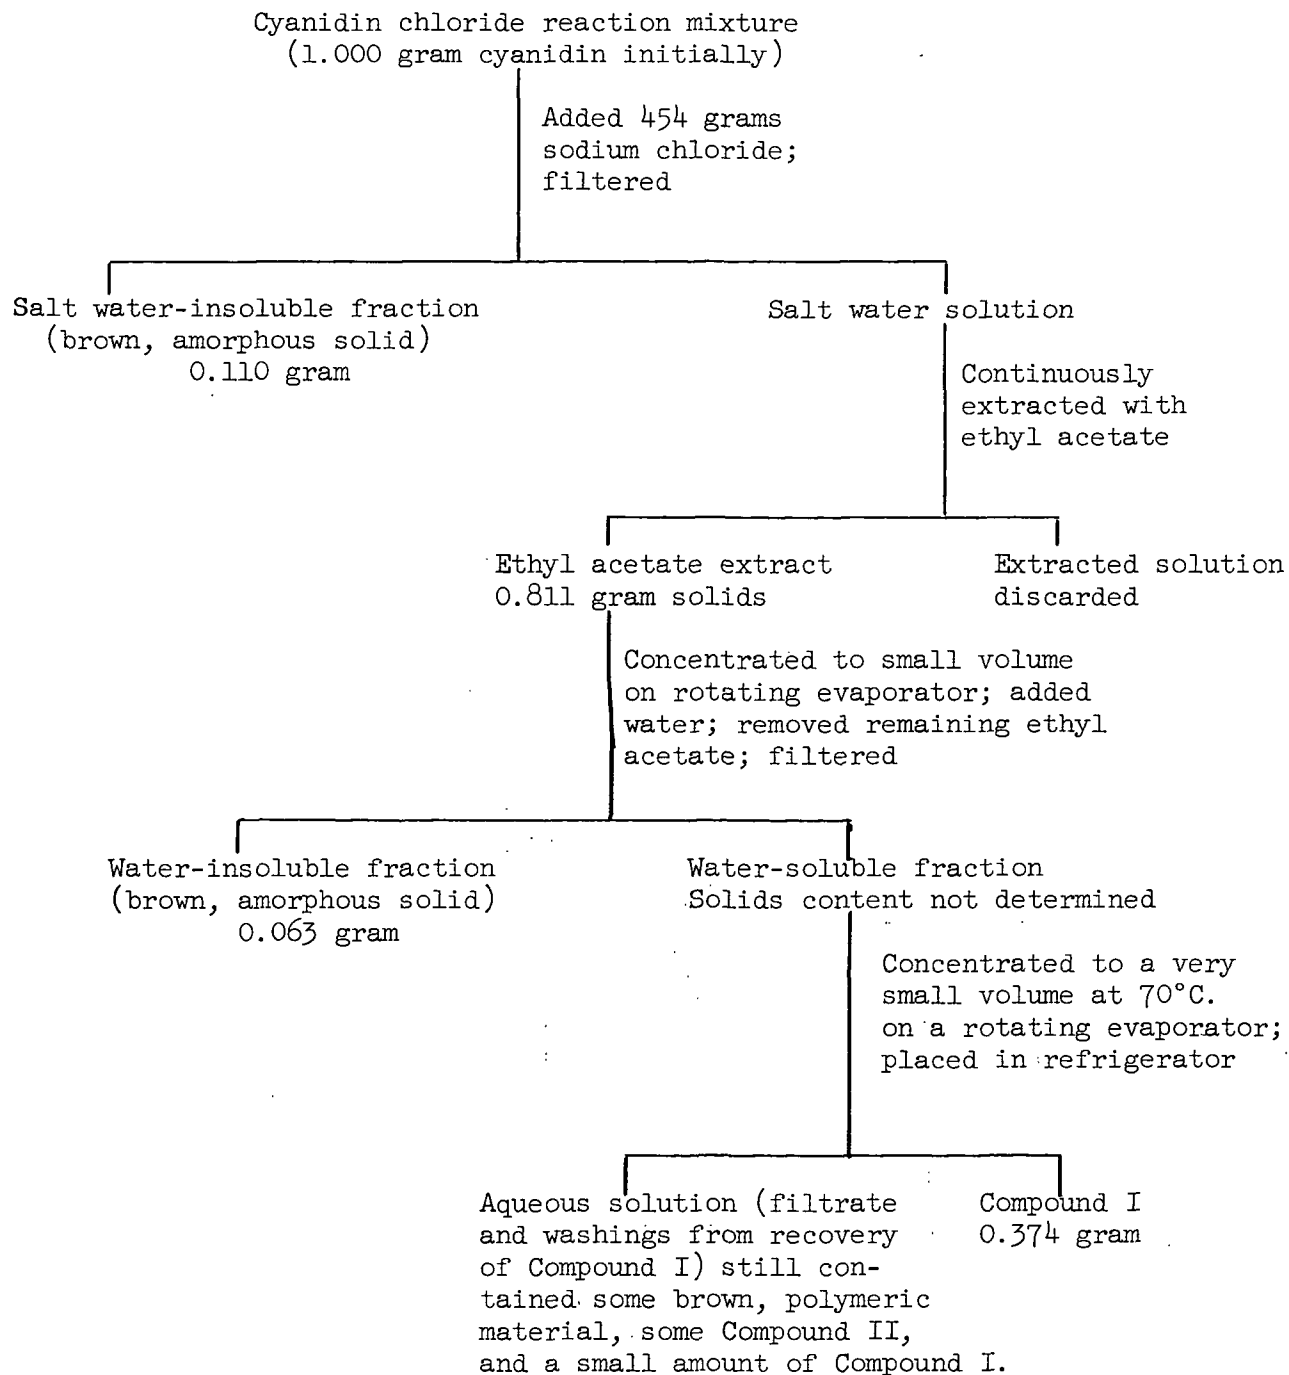 Cyanidin chloride reaction mixture
(1.000 gram cyanidin initially)
Added 454 grams
sodium chloride;
filtered
Salt water-insoluble fraction
(brown, amorphous solid)
0.110 gram
Salt water solution
Continuously
extracted with
ethyl acetate
Ethyl acetate extract
0.811 gram solids
Extracted solution
discarded
Concentrated to small volume
on rotating evaporator; added
water; removed remaining ethyl
acetate; filtered
Water-insoluble fraction
(brown, amorphous solid)
0.063 gram
Water-soluble fraction
Solids content not determined
Concentrated to a very
small volume at 70°C.
on a rotating evaporator;
placed in refrigerator
Aqueous solution (filtrate
and washings from recovery
of Compound I) still con-
tained some brown, polymeric
material, some Compound II,
and a small amount of Compound I.
Compound I
0.374 gram